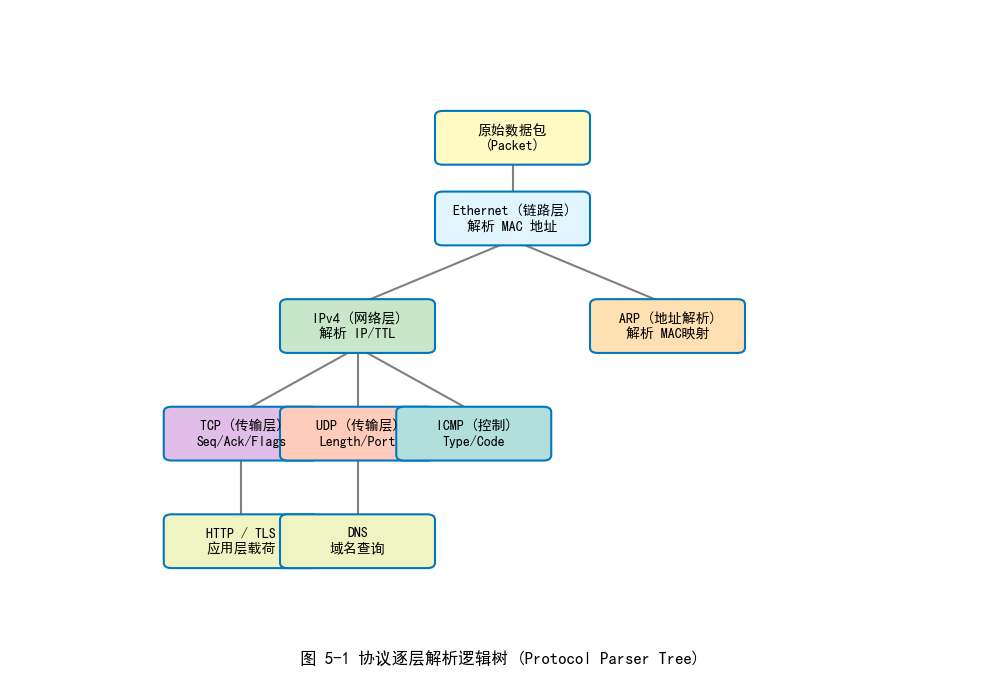 原始数据包
(Packet)
Ethernet (链路层)
解析 MAC 地址
IPv4 (网络层)
解析 IP/TTL
ARP (地址解析)
解析 MAC映射
TCP (传输层)
Seq/Ack/Flags
UDP (传输层)
Length/Port
ICMP (控制)
Type/Code
HTTP / TLS
应用层载荷
DNS
域名查询
图 5-1 协议逐层解析逻辑树 (Protocol Parser Tree)